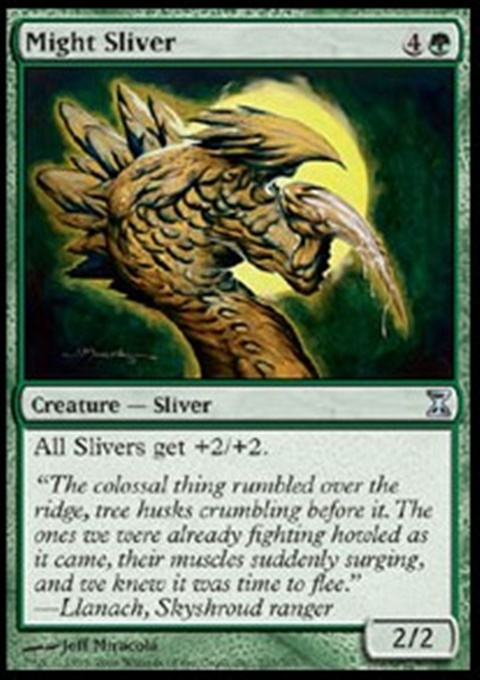 Might Sliver 4
Creature — Sliver
All Slivers get +2/+2.
“The colossal thing rumbled over the
ridge, tree husks crumbling before it. The
ones we were already fighting howled as
it came, their muscles suddenly surging,
and we knew it was time to flee.”
—Llanach, Skyshroud ranger
Jeff Miracola
2/2